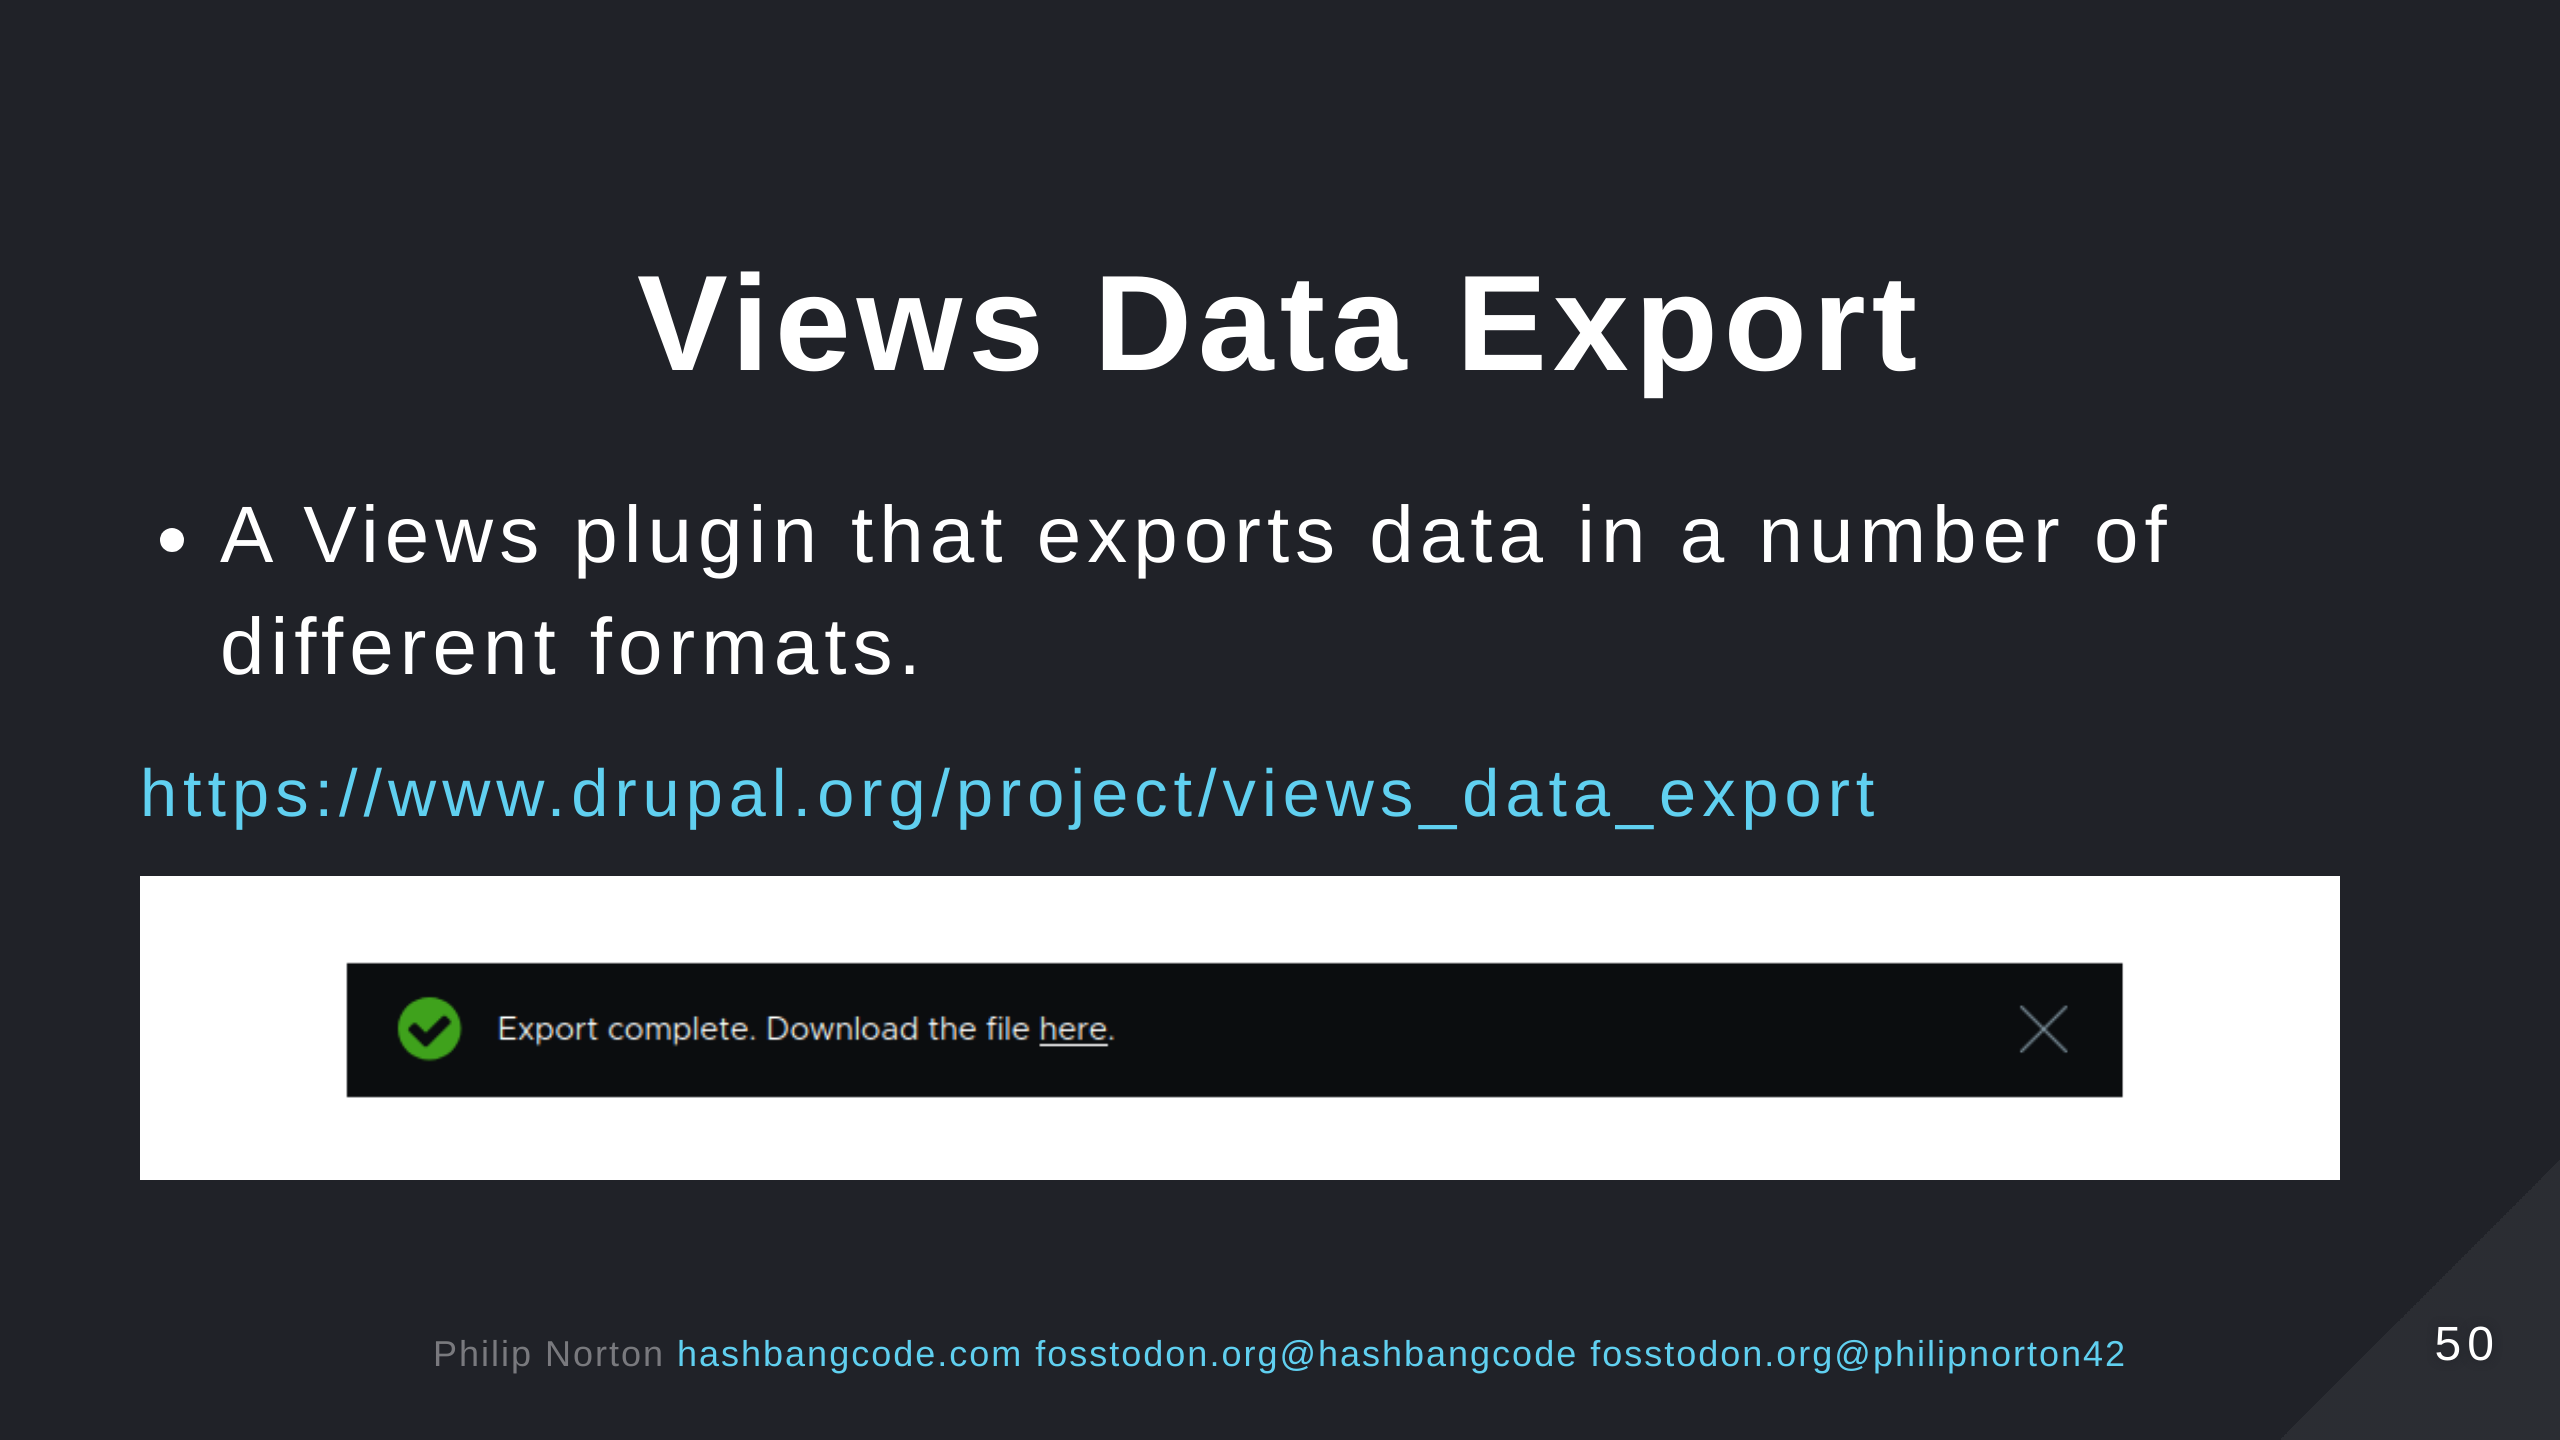 Views Data Export
• A Views plugin that exports data in a number of
different formats.
https://www.drupal.org/project/views_data_export
Export complete. Download the file here.
Philip Norton hashbangcode.com fosstodon.org@hashbangcode fosstodon.org@philipnorton42
50